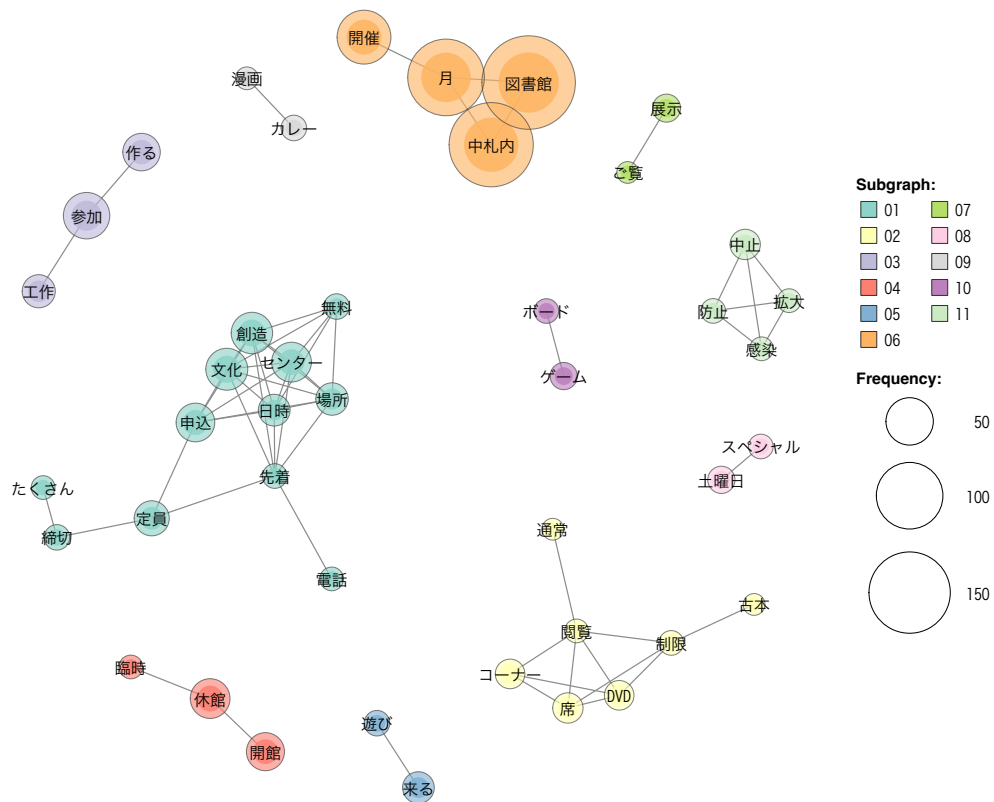 開催
漫画
月
図書館
カレー
展示
中札内
作る
ご覧
参加
中止
工作
無料
拡大
ボード
防止
創造
感染
センター
文化
ゲーム
場所
日時
申込
スペシャル
先着
土曜日
たくさん
定員
通常
締切
電話
古本
閲覧
制限
臨時
コーナー
DVD
休館
席
遊び
開館
来る
Subgraph:
01 07
02 08
03 09
04 10
05 11
06
Frequency:
50
100
150